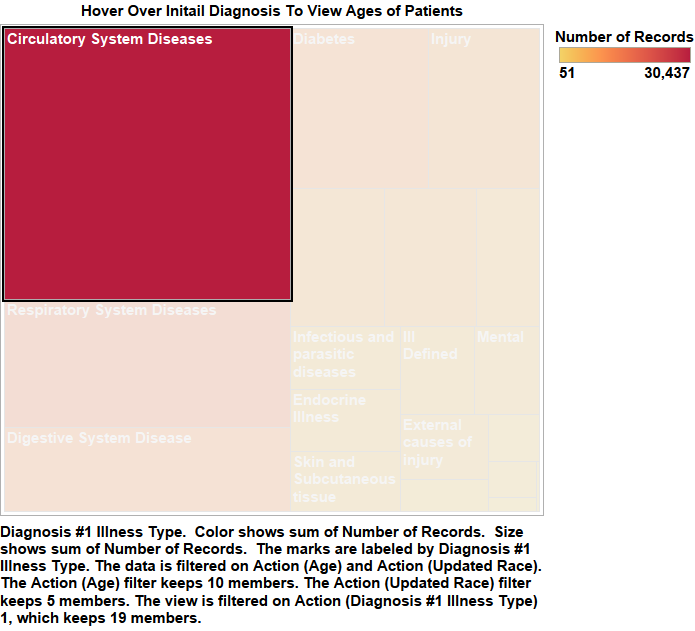 Hover Over Initail Diagnosis To View Ages of Patients
Circulatory System Diseases
Diabetes
Injury
Number of Records
51
30,437
Respiratory System Diseases
Infectious and
parasitic
diseases
Ill
Defined
Mental
Endocrine
Illness
External
causes of
Injury
Digestive System Disease
Skin and
Subcutaneous
tissue
Diagnosis #1 Illness Type.  Color shows sum of Number of Records.  Size
shows sum of Number of Records.  The marks are labeled by Diagnosis #1
Illness Type. The data is filtered on Action (Age) and Action (Updated Race).
The Action (Age) filter keeps 10 members. The Action (Updated Race) filter
keeps 5 members. The view is filtered on Action (Diagnosis #1 Illness Type)
1, which keeps 19 members.